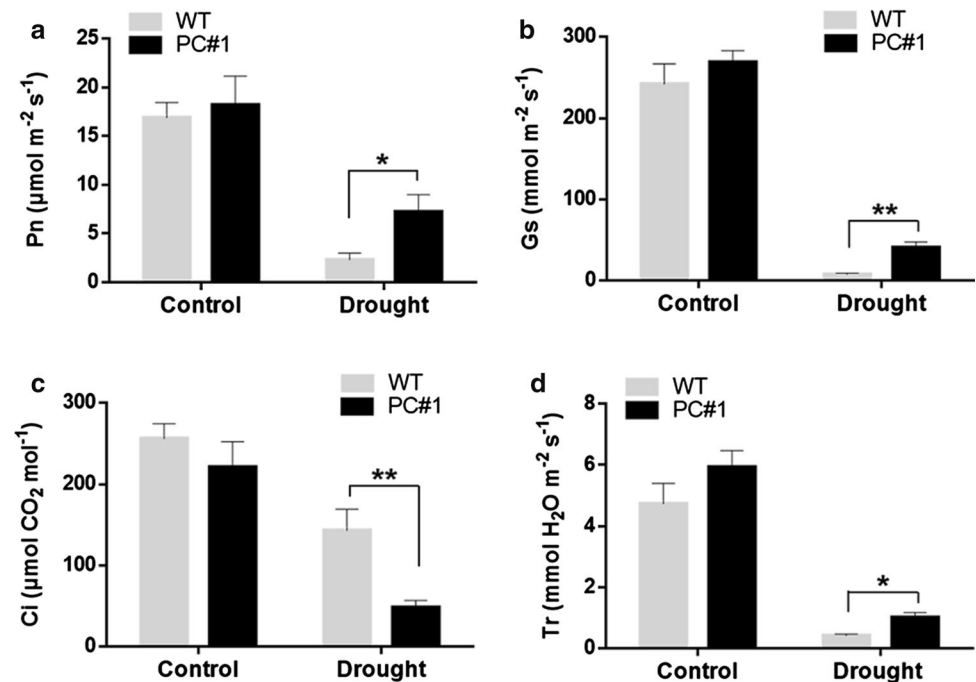 a
WT
PC#1
Pn (µmol m⁻² s⁻¹)
25
20
15
10
5
0
*
Control
Drought
b
WT
PC#1
Gs (mmol m⁻² s⁻¹)
300
200
100
0
**
Control
Drought
c
WT
PC#1
Ci (µmol CO₂ mol⁻¹)
300
200
100
0
**
Control
Drought
d
WT
PC#1
Tr (mmol H₂O m⁻² s⁻¹)
8
6
4
2
0
*
Control
Drought